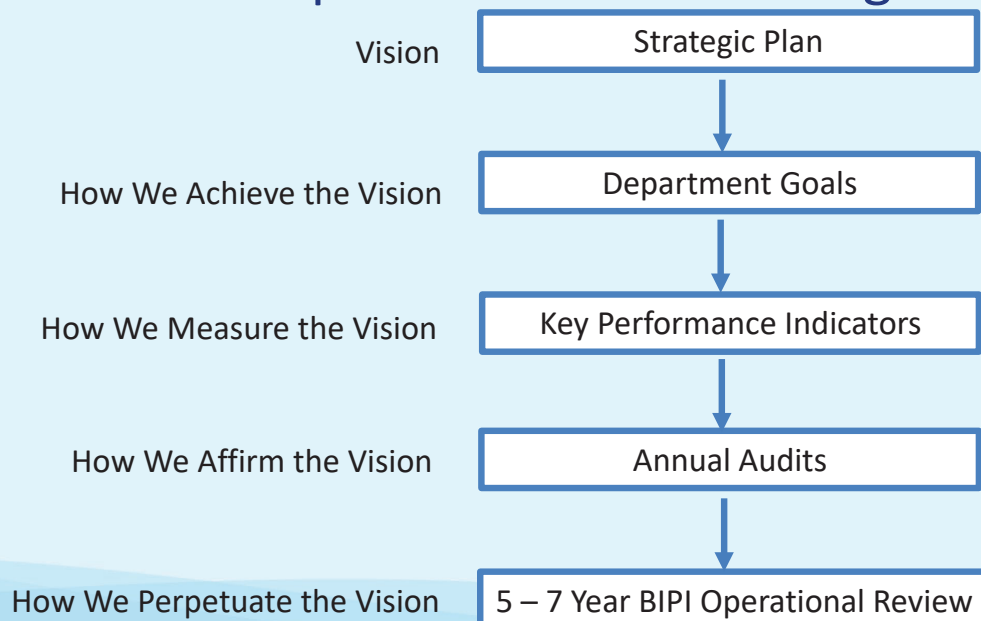 Vision
Strategic Plan
How We Achieve the Vision
Department Goals
How We Measure the Vision
Key Performance Indicators
How We Affirm the Vision
Annual Audits
How We Perpetuate the Vision
5 – 7 Year BIPI Operational Review